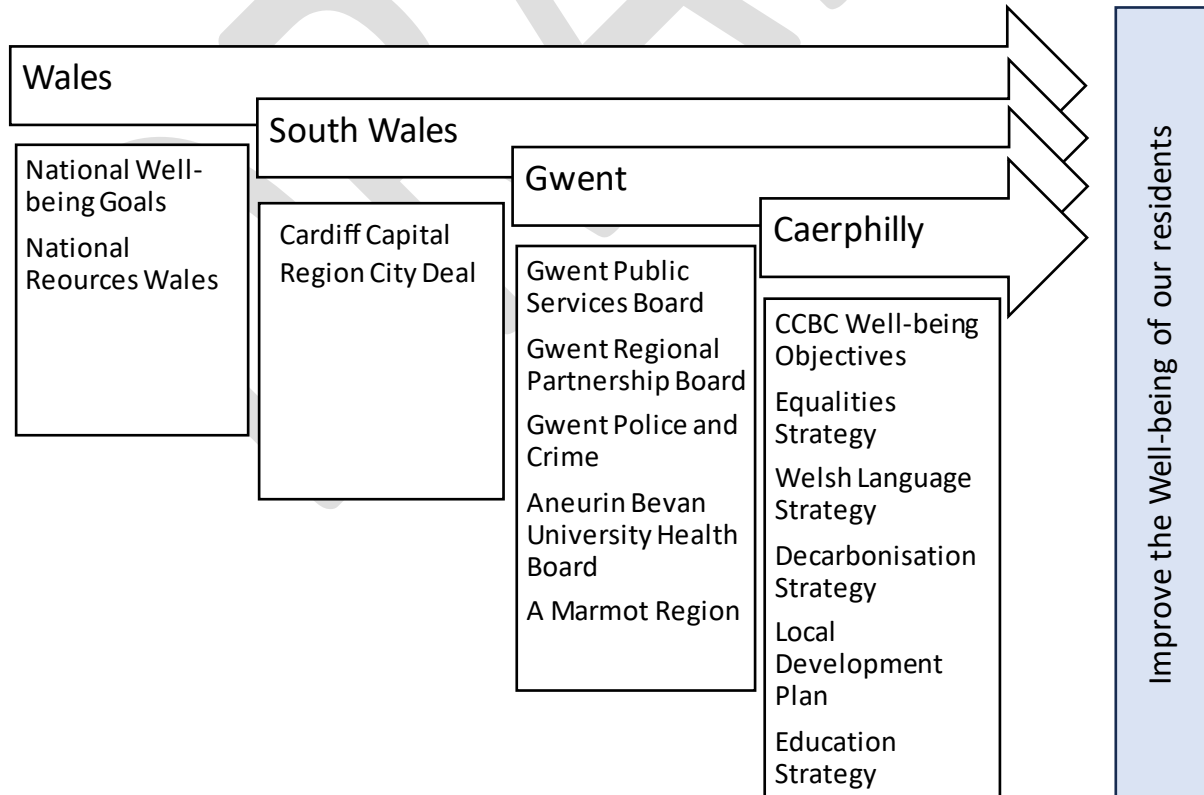 Wales
National Well-
being Goals
National
Reources Wales
South Wales
Cardiff Capital
Region City Deal
Gwent
Gwent Public
Services Board
Gwent Regional
Partnership Board
Gwent Police and
Crime
Aneurin Bevan
University Health
Board
A Marmot Region
Caerphilly
CCBC Well-being
Objectives
Equalities
Strategy
Welsh Language
Strategy
Decarbonisation
Strategy
Local
Development
Plan
Education
Strategy
Improve the Well-being of our residents